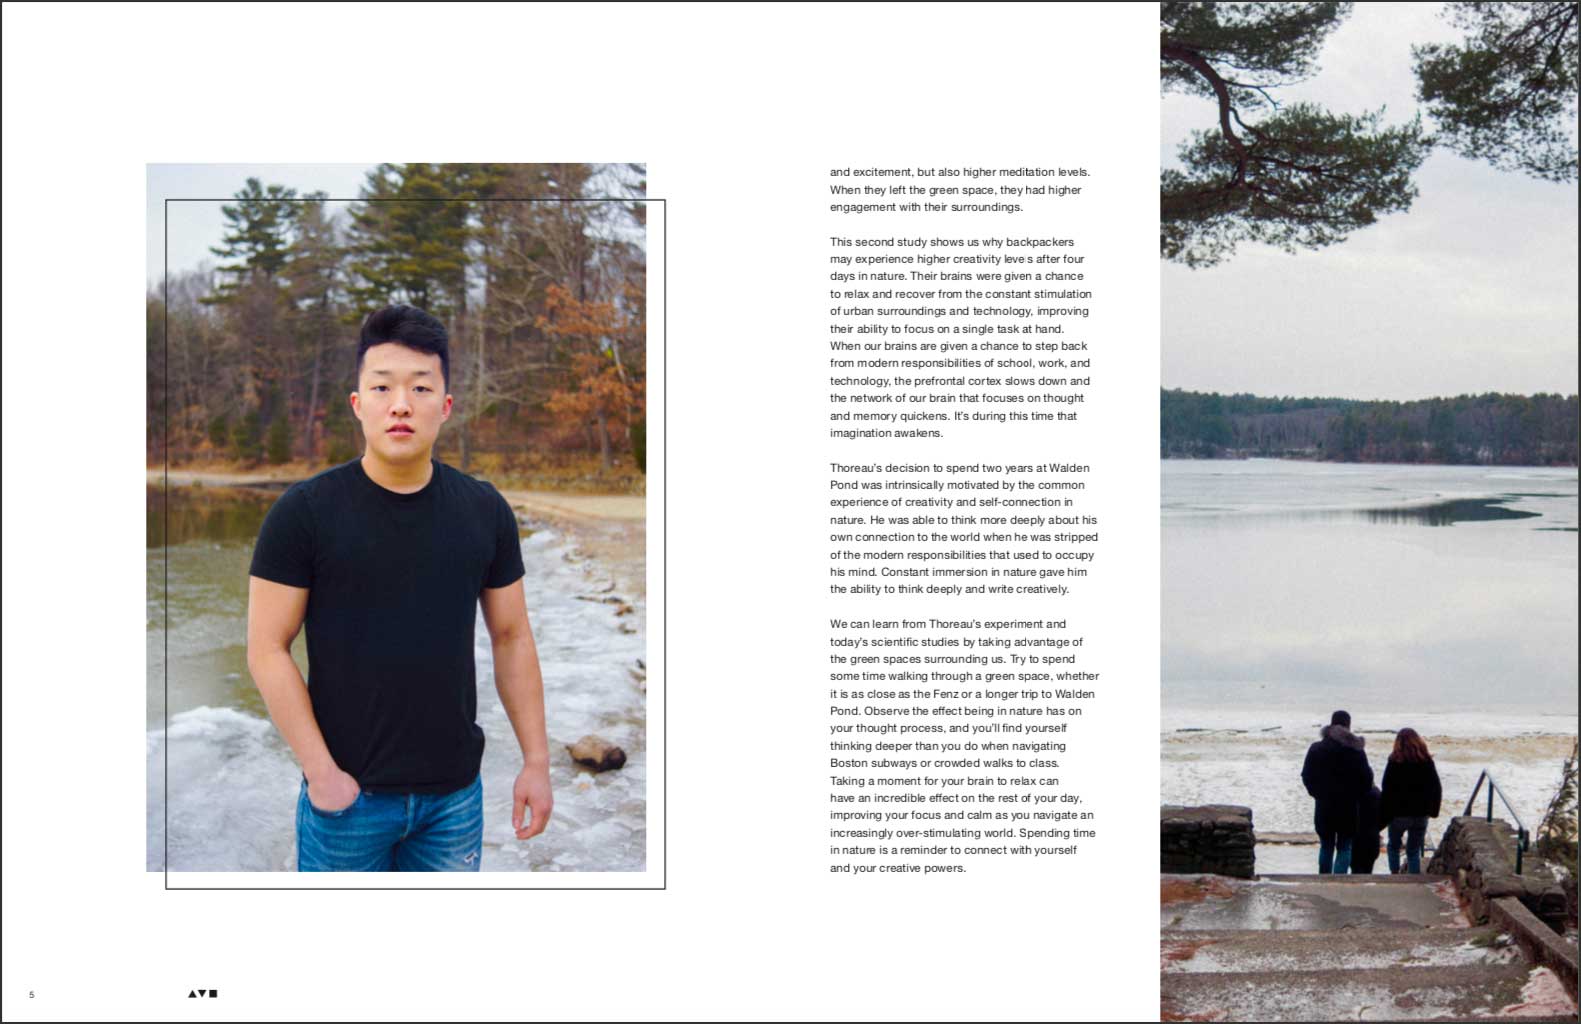 and excitement, but also higher meditation levels.
When they left the green space, they had higher
engagement with their surroundings.
This second study shows us why backpackers
may experience higher creativity leve s after four
days in nature. Their brains were given a chance
to relax and recover from the constant stimulation
of urban surroundings and technology, improving
their ability to focus on a single task at hand.
When our brains are given a chance to step back
from modern responsibilities of school, work, and
technology, the prefrontal cortex slows down and
the network of our brain that focuses on thought
and memory quickens. It's during this time that
imagination awakens.
Thoreau's decision to spend two years at Walden
Pond was intrinsically motivated by the common
experience of creativity and self-connection in
nature. He was able to think more deeply about his
own connection to the world when he was stripped
of the modern responsibilities that used to occupy
his mind. Constant immersion in nature gave him
the ability to think deeply and write creatively.
We can learn from Thoreau's experiment and
today's scientific studies by taking advantage of
the green spaces surrounding us. Try to spend
some time walking through a green space, whether
it is as close as the Fenz or a longer trip to Walden
Pond. Observe the effect being in nature has on
your thought process, and you'll find yourself
thinking deeper than you do when navigating
Boston subways or crowded walks to class.
Taking a moment for your brain to relax can
have an incredible effect on the rest of your day,
improving your focus and calm as you navigate an
increasingly over-stimulating world. Spending time
in nature is a reminder to connect with yourself
and your creative powers.
5